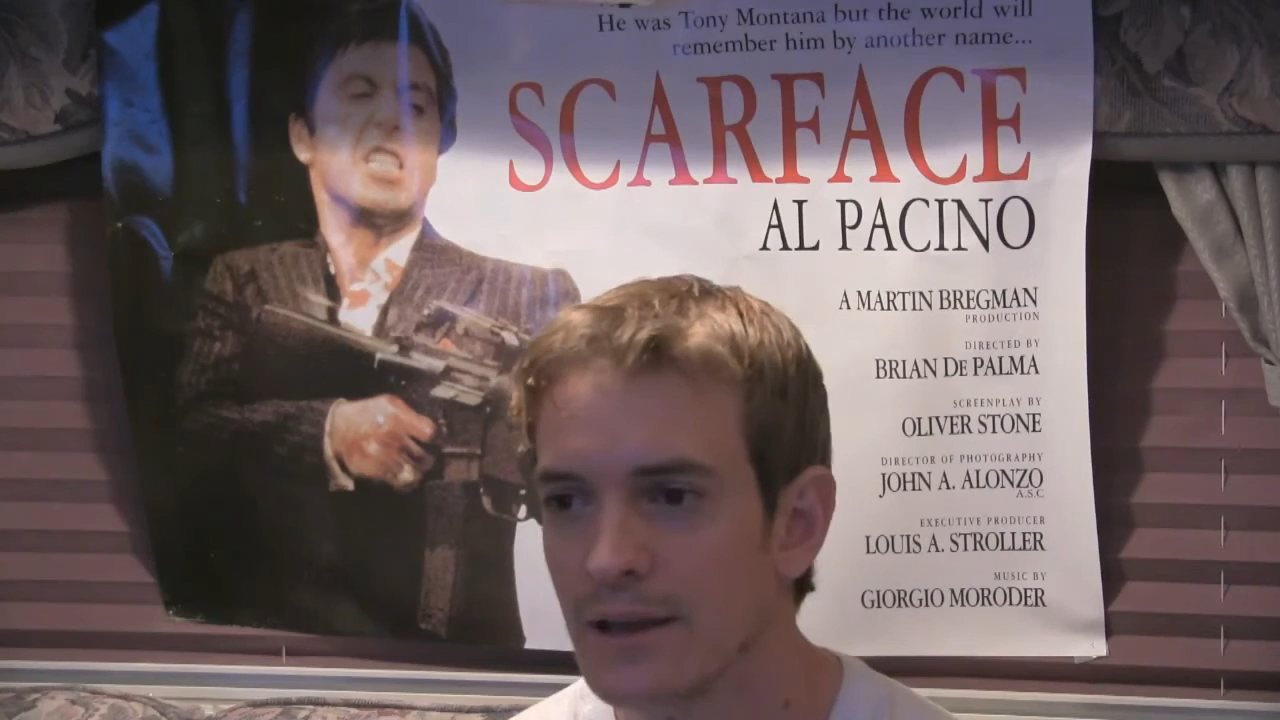 He was Tony Montana but the world will
remember him by another name...
SCARFACE
AL PACINO
A MARTIN BREGMAN
PRODUCTION
DIRECTED BY
BRIAN DE PALMA
SCREENPLAY BY
OLIVER STONE
DIRECTOR OF PHOTOGRAPHY
JOHN A. ALONZO
A.S.C
EXECUTIVE PRODUCER
LOUIS A. STROLLER
MUSIC BY
GIORGIO MORODER